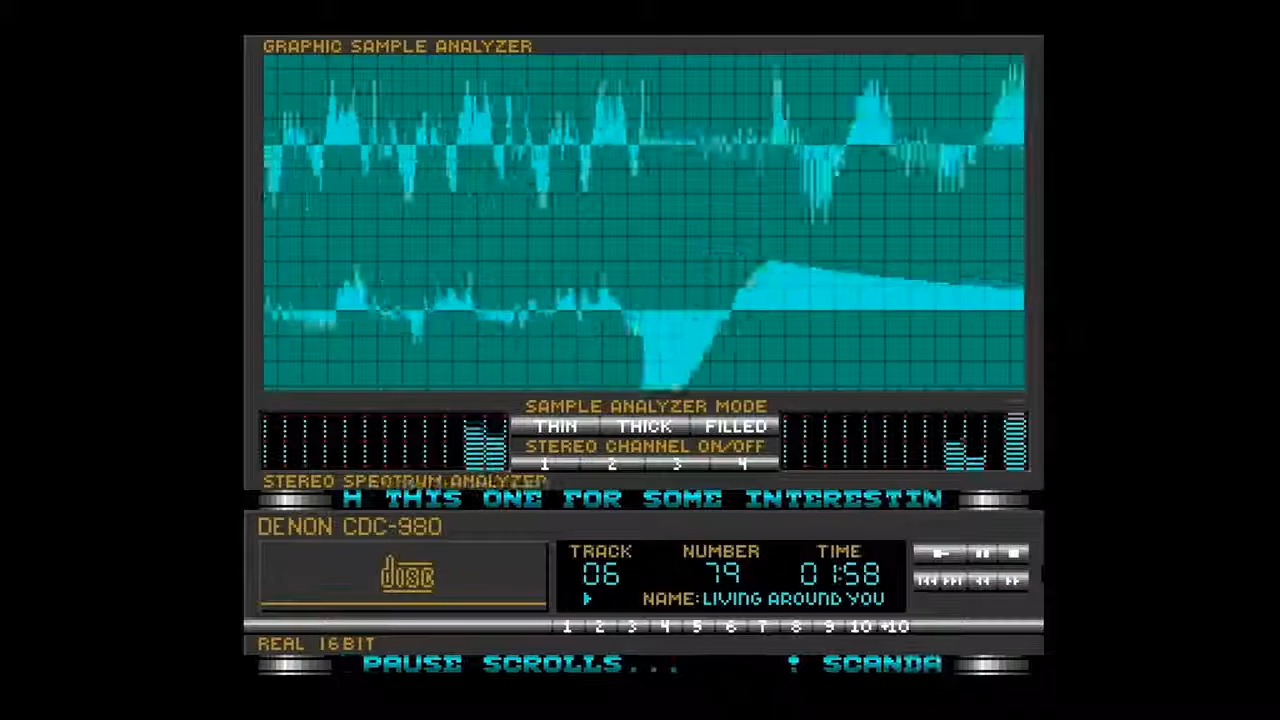 GRAPHIC SAMPLE ANALYZER
SAMPLE ANALYZER MODE
THIN THICK FILLED
STEREO CHANNEL ON/OFF
1 2 3 4
STEREO SPECTRUM ANALYZER
H THIS ONE FOR SOME INTERESTIN
DENON CDC-980
disc
TRACK NUMBER TIME
06 79 01:58
NAME:LIVING AROUND YOU
1 2 3 4 5 6 7 8 9 10 +10
REAL 16BIT
PAUSE SCROLLS... ! SCANDA